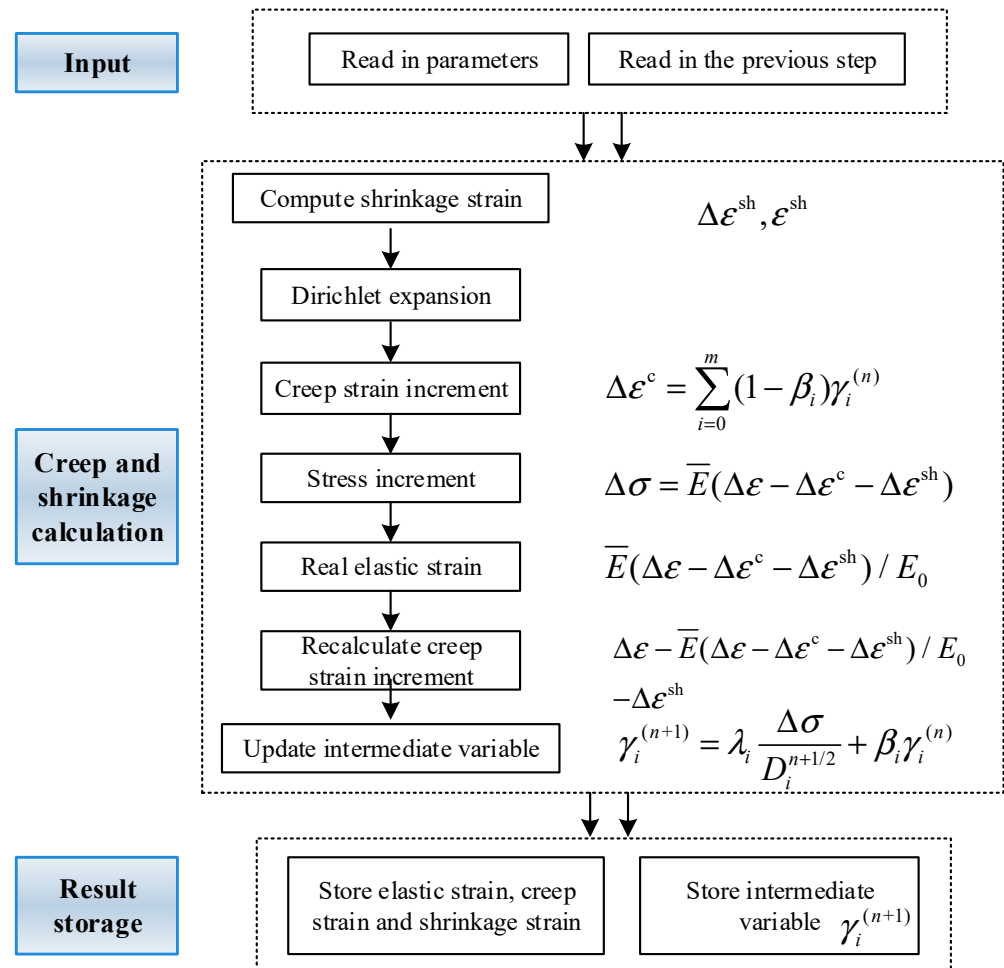 Input
Read in parameters
Read in the previous step
Compute shrinkage strain
Δε^sh, ε^sh
Dirichlet expansion
Creep strain increment
Δε^c = ∑_{i=0}^{m} (1 − β_i)γ_i^(n)
Creep and
shrinkage
calculation
Stress increment
Δσ = E̅(Δε − Δε^c − Δε^sh)
Real elastic strain
E̅(Δε − Δε^c − Δε^sh) / E_0
Recalculate creep
strain increment
Δε − E̅(Δε − Δε^c − Δε^sh) / E_0
−Δε^sh
Update intermediate variable
γ_i^(n+1) = λ_i Δσ / D_i^{n+1/2} + β_i γ_i^(n)
Result
storage
Store elastic strain, creep
strain and shrinkage strain
Store intermediate
variable γ_i^(n+1)